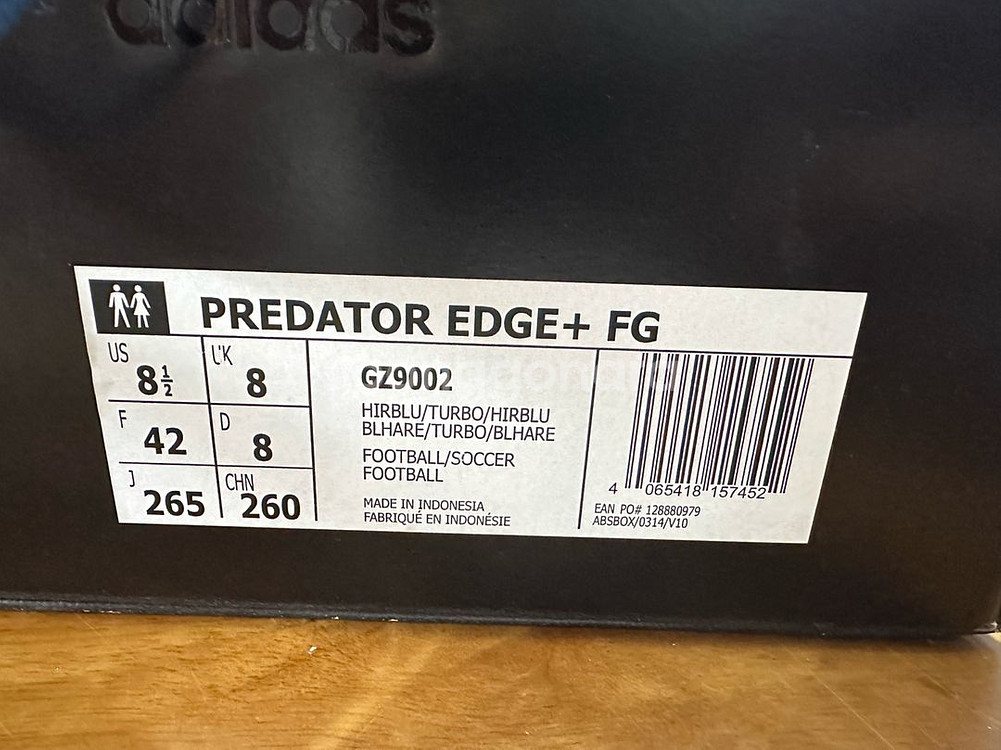 adidas
PREDATOR EDGE+ FG
US 8½ UK 8
F 42 D 8
J 265 CHN 260
GZ9002
HIRBLU/TURBO/HIRBLU
BLHARE/TURBO/BLHARE
FOOTBALL/SOCCER
FOOTBALL
MADE IN INDONESIA
FABRIQUÉ EN INDONÉSIE
4 065418 157452
EAN PO# 128880979
ABSBOX/0314/V10